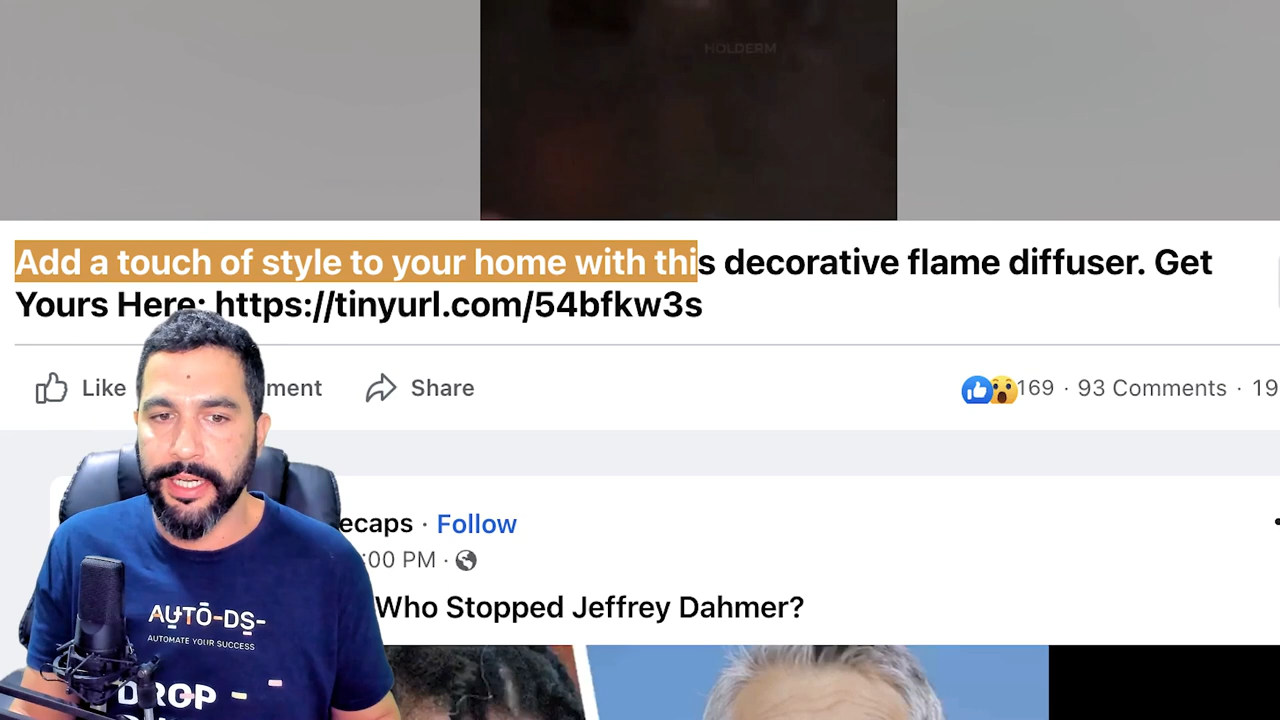 HOLDERM
Add a touch of style to your home with this decorative flame diffuser. Get
Yours Here: https://tinyurl.com/54bfkw3s
Like
ment
Share
169 · 93 Comments · 19
ecaps · Follow
:00 PM ·
Who Stopped Jeffrey Dahmer?
AUTO-DS-
AUTOMATE YOUR SUCCESS
DROP